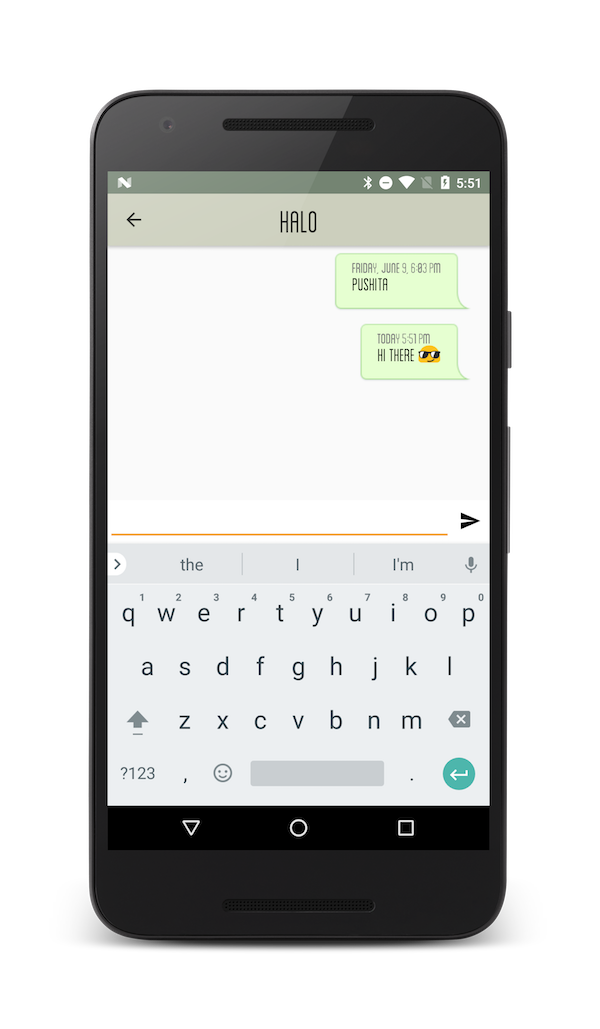 5:51
HALO
FRIDAY, JUNE 9, 6:03 PM
PUSHITA
TODAY 5:51 PM
HI THERE 😎
the I I'm
1 2 3 4 5 6 7 8 9 0
q w e r t y u i o p
a s d f g h j k l
z x c v b n m
?123 , .